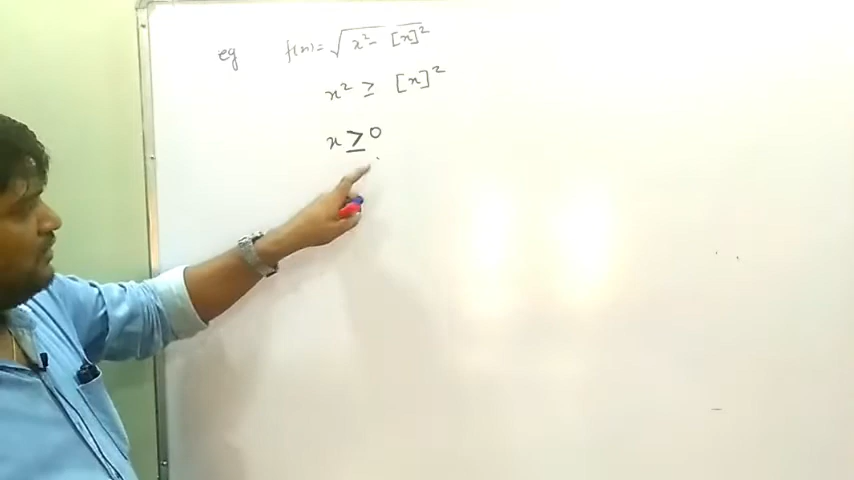 eg f(x) = √x² - [x]²
x² ≥ [x]²
x ≥ 0